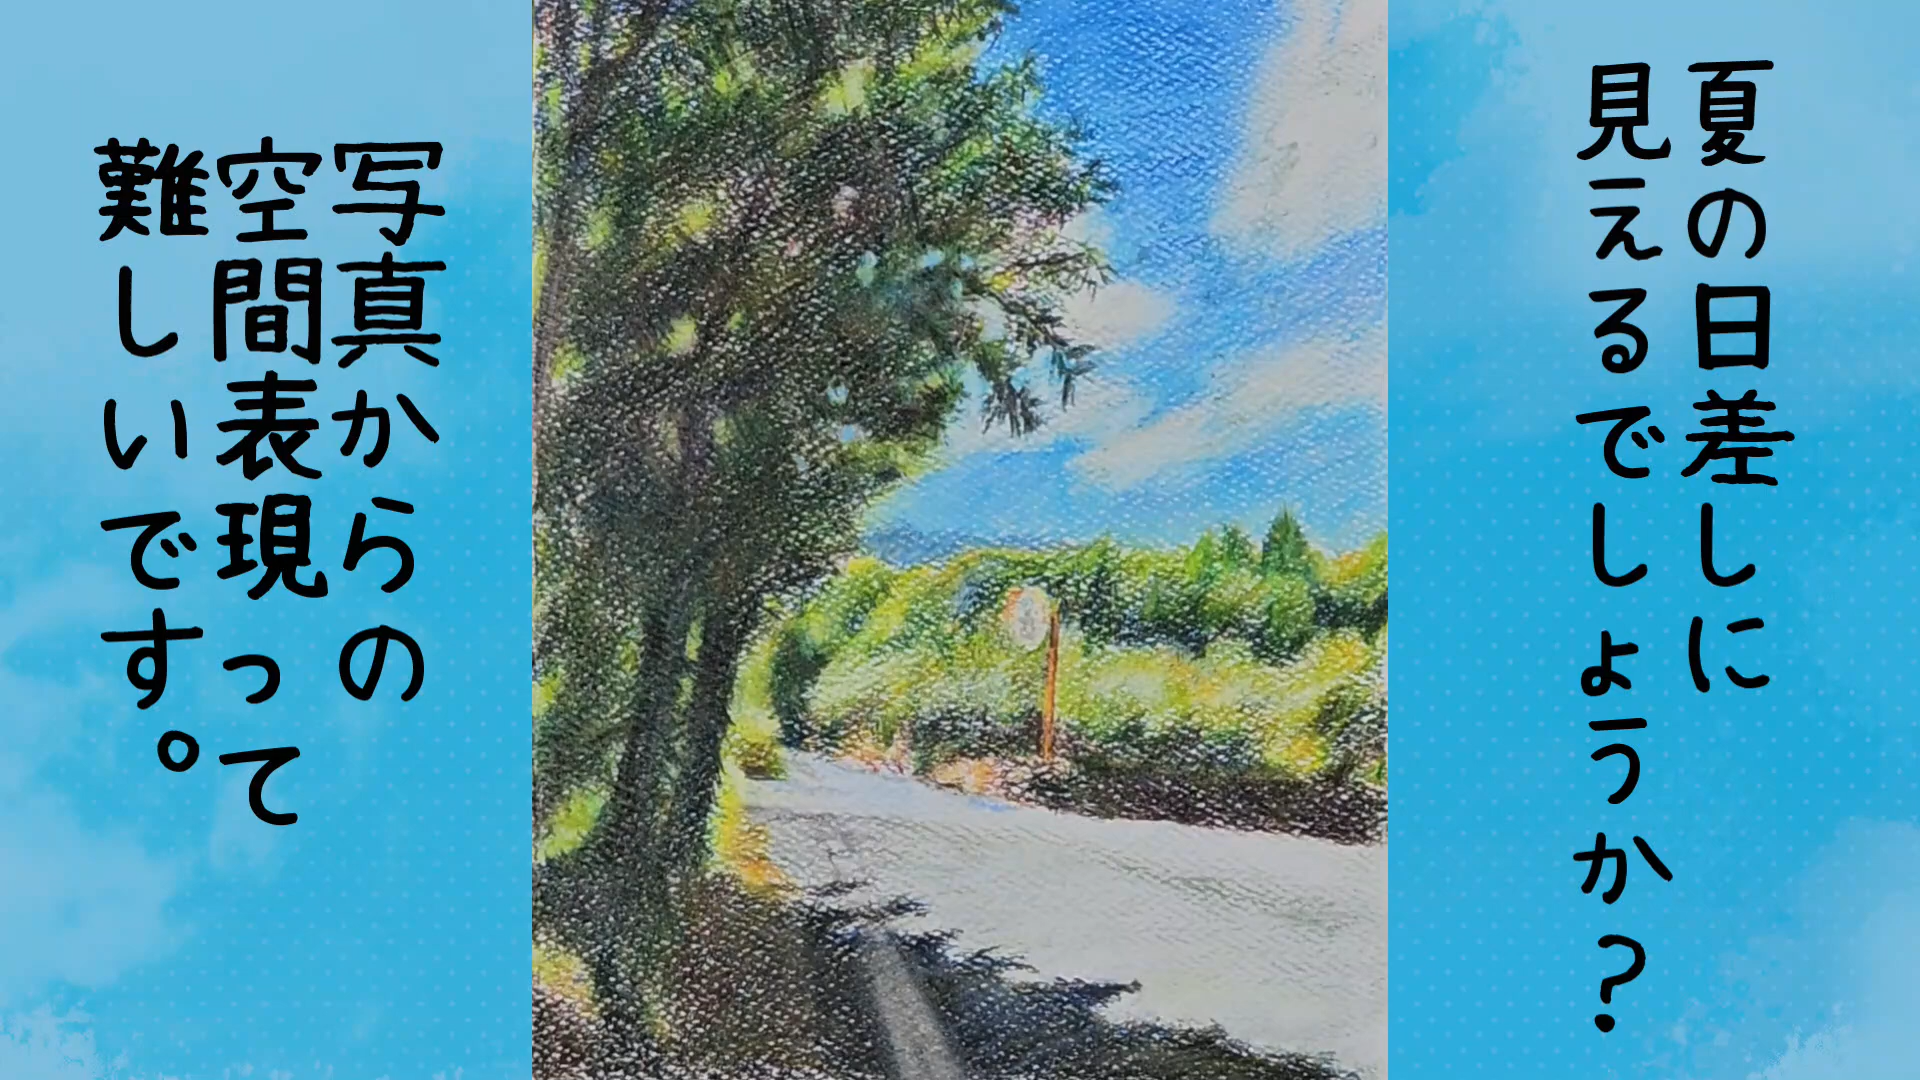 夏の日差しに
見えるでしょうか?
写真からの
空間表現って
難しいです。